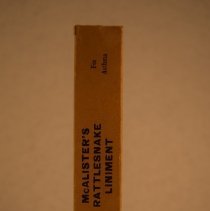 For
Asthma
McALISTER'S
RATTLESNAKE
LINIMENT